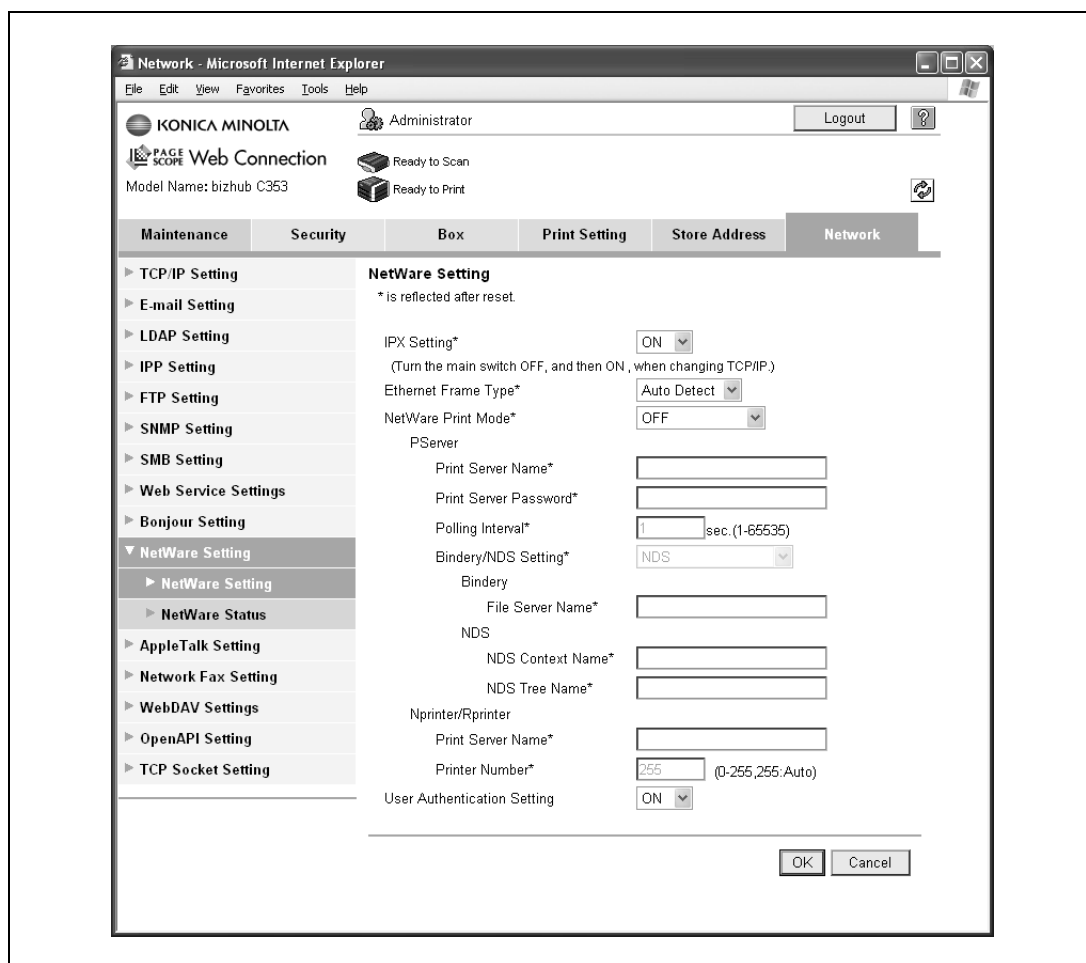 Network - Microsoft Internet Explorer
File Edit View Favorites Tools Help
KONICA MINOLTA
Administrator
Logout
?
PAGE SCOPE Web Connection
Ready to Scan
Model Name: bizhub C353
Ready to Print
Maintenance Security Box Print Setting Store Address Network
TCP/IP Setting
E-mail Setting
LDAP Setting
IPP Setting
FTP Setting
SNMP Setting
SMB Setting
Web Service Settings
Bonjour Setting
NetWare Setting
NetWare Setting
NetWare Status
AppleTalk Setting
Network Fax Setting
WebDAV Settings
OpenAPI Setting
TCP Socket Setting
NetWare Setting
* is reflected after reset.
IPX Setting* ON
(Turn the main switch OFF, and then ON , when changing TCP/IP.)
Ethernet Frame Type* Auto Detect
NetWare Print Mode* OFF
PServer
Print Server Name*
Print Server Password*
Polling Interval* 1 sec.(1-65535)
Bindery/NDS Setting* NDS
Bindery
File Server Name*
NDS
NDS Context Name*
NDS Tree Name*
Nprinter/Rprinter
Print Server Name*
Printer Number* 255 (0-255,255:Auto)
User Authentication Setting ON
OK Cancel